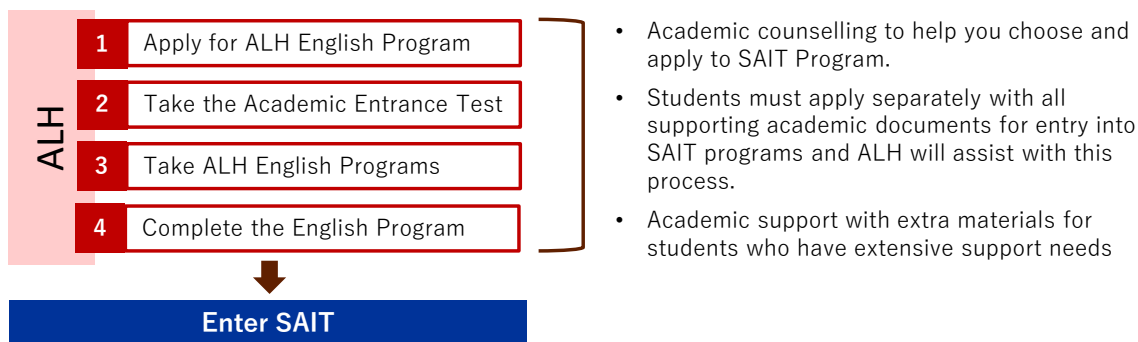 ALH
1 Apply for ALH English Program
2 Take the Academic Entrance Test
3 Take ALH English Programs
4 Complete the English Program
Enter SAIT
• Academic counselling to help you choose and
apply to SAIT Program.
• Students must apply separately with all
supporting academic documents for entry into
SAIT programs and ALH will assist with this
process.
• Academic support with extra materials for
students who have extensive support needs